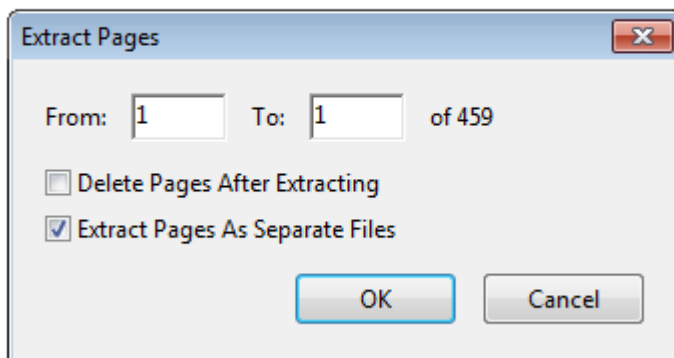 Extract Pages
From: 1 To: 1 of 459
Delete Pages After Extracting
Extract Pages As Separate Files
OK Cancel